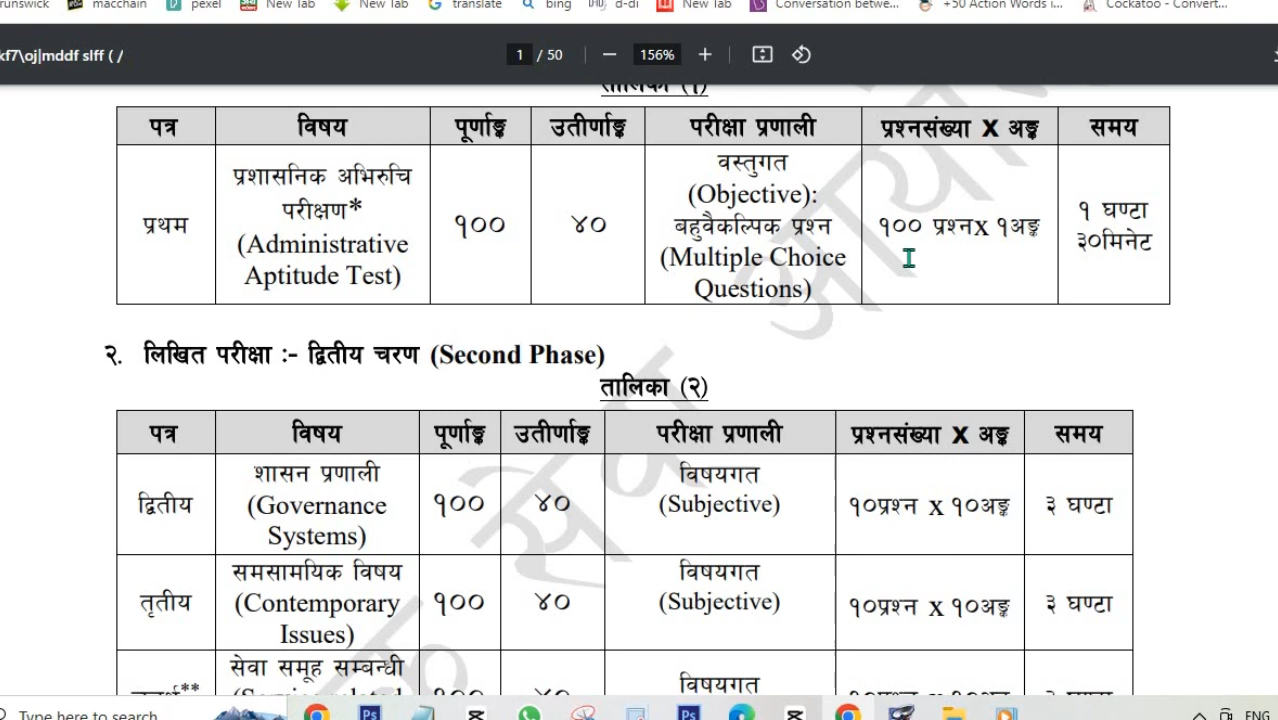 runswick macchain pexel New Tab New Tab translate bing d-di New Tab Conversation betwe... +50 Action Words i... Cockatoo - Convert...
kf7\oj|mddf slff ( / 1 / 50 156%
तालिका (१)
पत्र विषय पूर्णाङ्क उतीर्णाङ्क परीक्षा प्रणाली प्रश्नसंख्या X अङ्क समय
प्रथम प्रशासनिक अभिरुचि परीक्षण* (Administrative Aptitude Test) १०० ४० वस्तुगत (Objective): बहुवैकल्पिक प्रश्न (Multiple Choice Questions) १०० प्रश्नx १अङ्क १ घण्टा ३०मिनेट
२. लिखित परीक्षा :- द्वितीय चरण (Second Phase)
तालिका (२)
पत्र विषय पूर्णाङ्क उतीर्णाङ्क परीक्षा प्रणाली प्रश्नसंख्या X अङ्क समय
द्वितीय शासन प्रणाली (Governance Systems) १०० ४० विषयगत (Subjective) १०प्रश्न x १०अङ्क ३ घण्टा
तृतीय समसामयिक विषय (Contemporary Issues) १०० ४० विषयगत (Subjective) १०प्रश्न x १०अङ्क ३ घण्टा
सेवा समूह सम्बन्धी विषयगत
Type here to search ENG